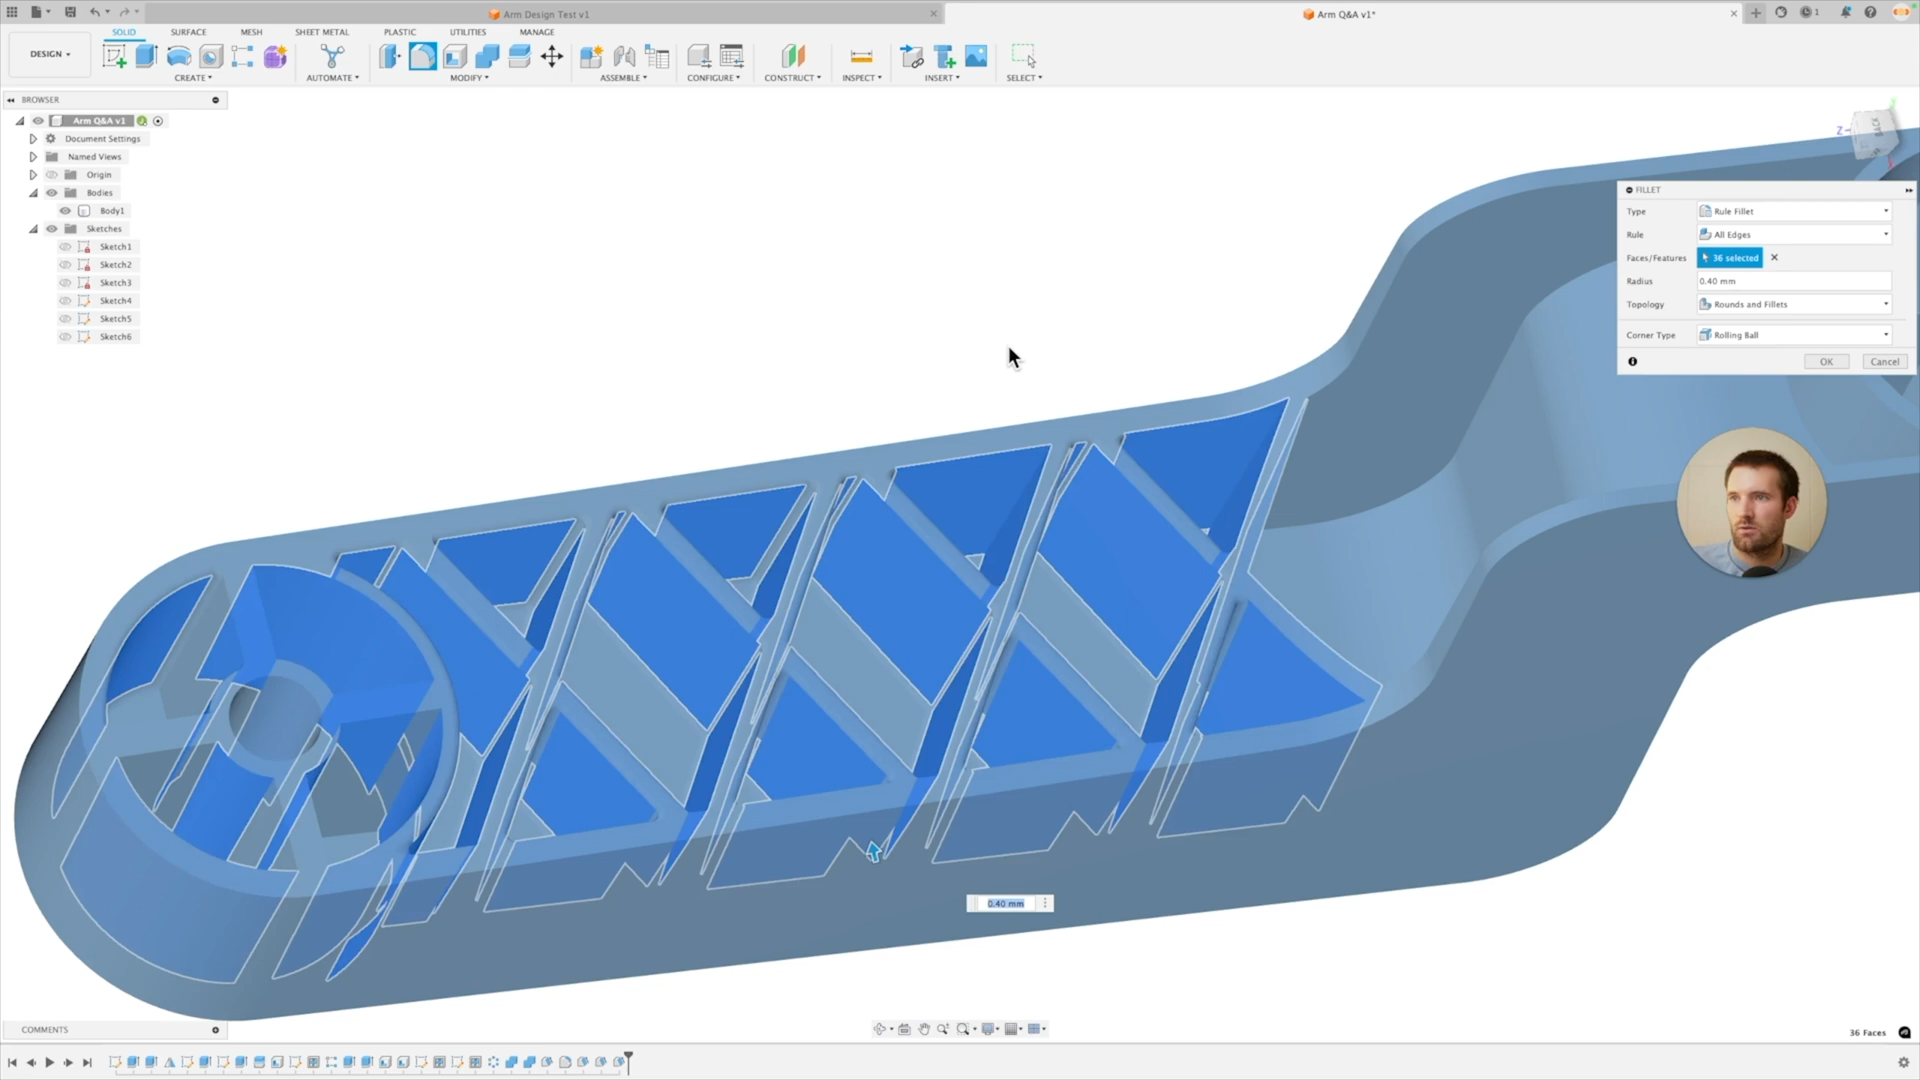 Arm Design Test v1
Arm Q&A v1*
1
DESIGN
SOLID
SURFACE
MESH
SHEET METAL
PLASTIC
UTILITIES
MANAGE
CREATE
AUTOMATE
MODIFY
ASSEMBLE
CONFIGURE
CONSTRUCT
INSPECT
INSERT
SELECT
BROWSER
Arm Q&A v1
Document Settings
Named Views
Origin
Bodies
Body1
Sketches
Sketch1
Sketch2
Sketch3
Sketch4
Sketch5
Sketch6
Z
BACK
FILLET
Type Rule Fillet
Rule All Edges
Faces/Features 36 selected
Radius 0.40 mm
Topology Rounds and Fillets
Corner Type Rolling Ball
OK Cancel
0.40 mm
COMMENTS
36 Faces